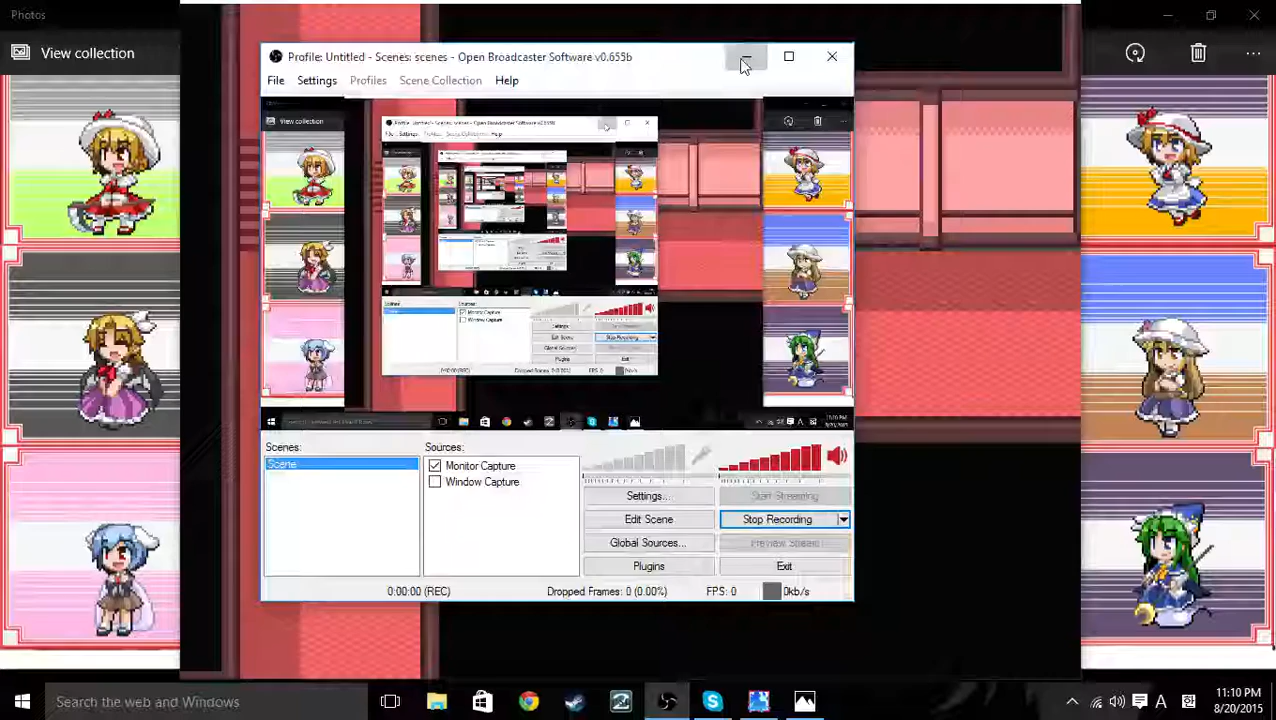 Photos
View collection
Profile: Untitled - Scenes: scenes - Open Broadcaster Software v0.655b
File Settings Profiles Scene Collection Help
View collection
Scenes:
Sources:
Scene
Monitor Capture
Window Capture
Settings...
Start Streaming
Edit Scene
Stop Recording
Global Sources...
Preview Stream
Plugins
Exit
0:00:00 (REC)
Dropped Frames: 0 (0.00%)
FPS: 0
0kb/s
Search the web and Windows
A
11:10 PM
8/20/2015